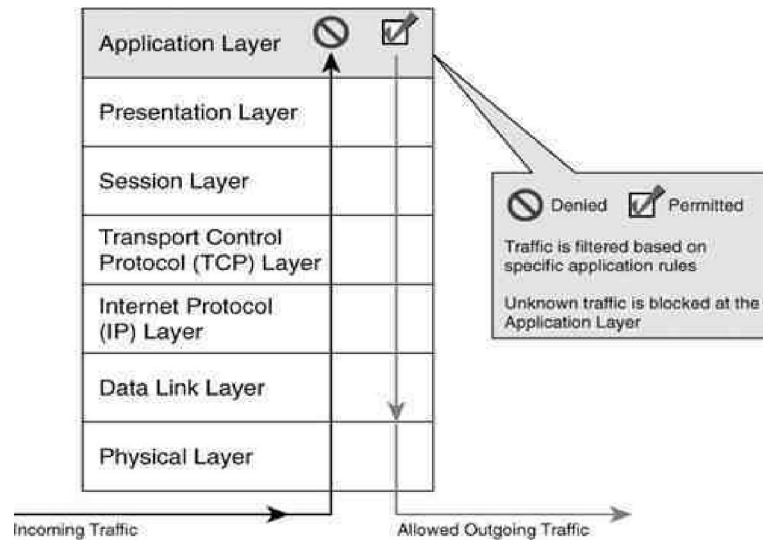 Application Layer
Presentation Layer
Session Layer
Transport Control
Protocol (TCP) Layer
Internet Protocol
(IP) Layer
Data Link Layer
Physical Layer
Denied
Permitted
Traffic is filtered based on
specific application rules
Unknown traffic is blocked at the
Application Layer
Incoming Traffic
Allowed Outgoing Traffic